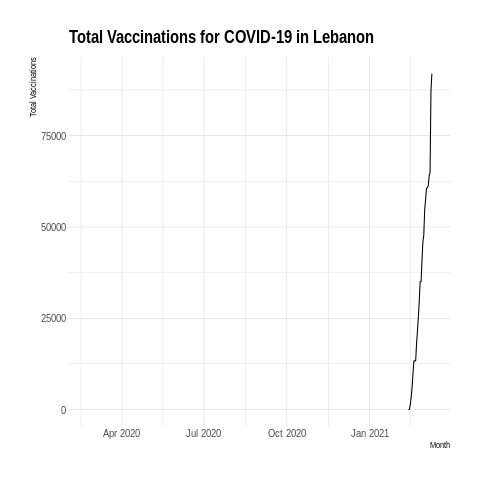 Total Vaccinations for COVID-19 in Lebanon
Total Vaccinations
75000
50000
25000
0
Apr 2020
Jul 2020
Oct 2020
Jan 2021
Month